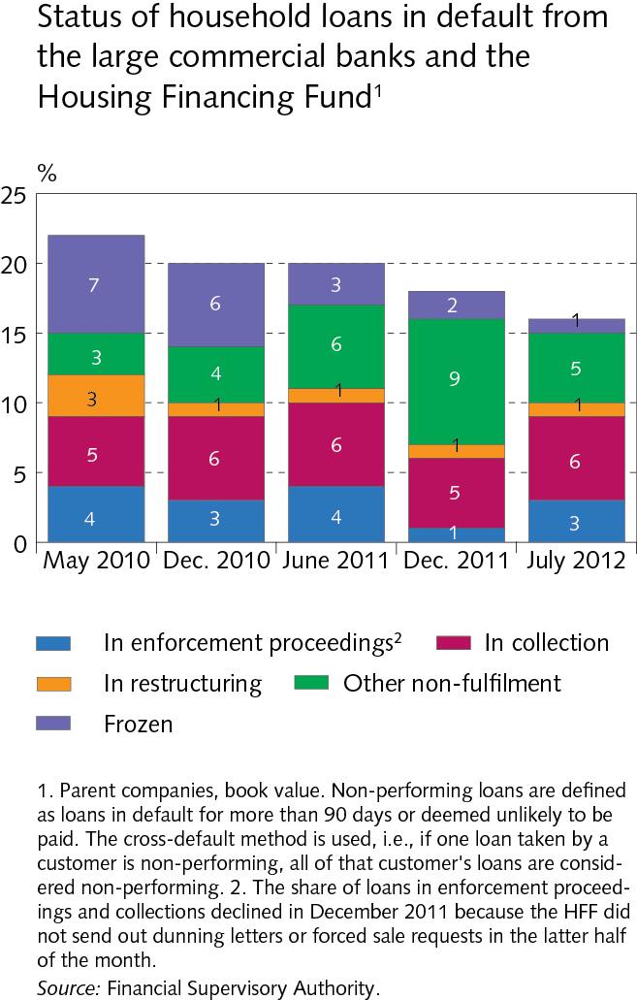 Status of household loans in default from
the large commercial banks and the
Housing Financing Fund¹
%
25
20
15
10
5
0
7
3
3
5
4
6
4
1
6
3
3
6
1
6
4
2
9
1
5
1
1
5
1
6
3
May 2010
Dec. 2010
June 2011
Dec. 2011
July 2012
In enforcement proceedings²
In collection
In restructuring
Other non-fulfilment
Frozen
1. Parent companies, book value. Non-performing loans are defined
as loans in default for more than 90 days or deemed unlikely to be
paid. The cross-default method is used, i.e., if one loan taken by a
customer is non-performing, all of that customer's loans are consid-
ered non-performing. 2. The share of loans in enforcement proceed-
ings and collections declined in December 2011 because the HFF did
not send out dunning letters or forced sale requests in the latter half
of the month.
Source: Financial Supervisory Authority.